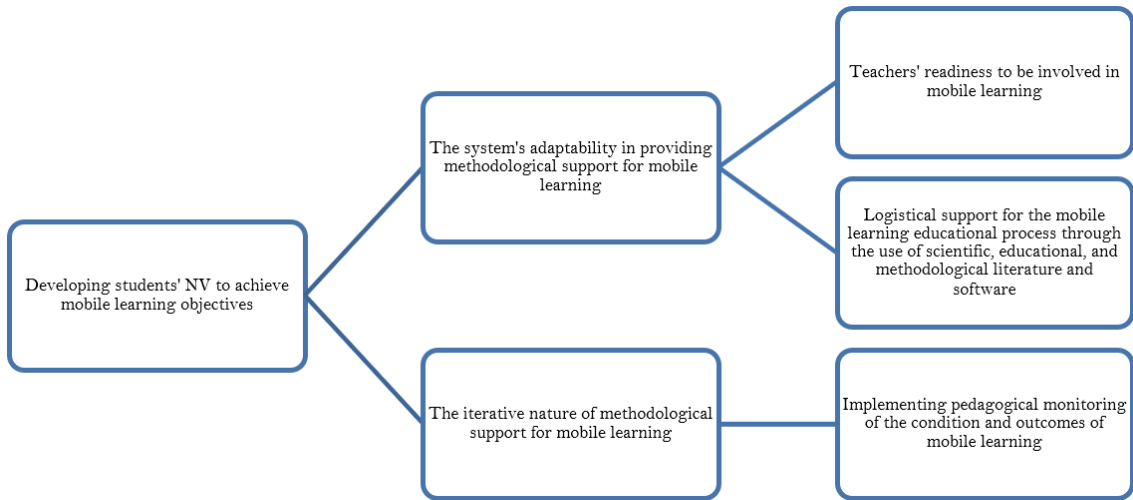 Developing students' NV to achieve
mobile learning objectives
The system's adaptability in providing
methodological support for mobile
learning
The iterative nature of methodological
support for mobile learning
Teachers' readiness to be involved in
mobile learning
Logistical support for the mobile
learning educational process through
the use of scientific, educational, and
methodological literature and
software
Implementing pedagogical monitoring
of the condition and outcomes of
mobile learning